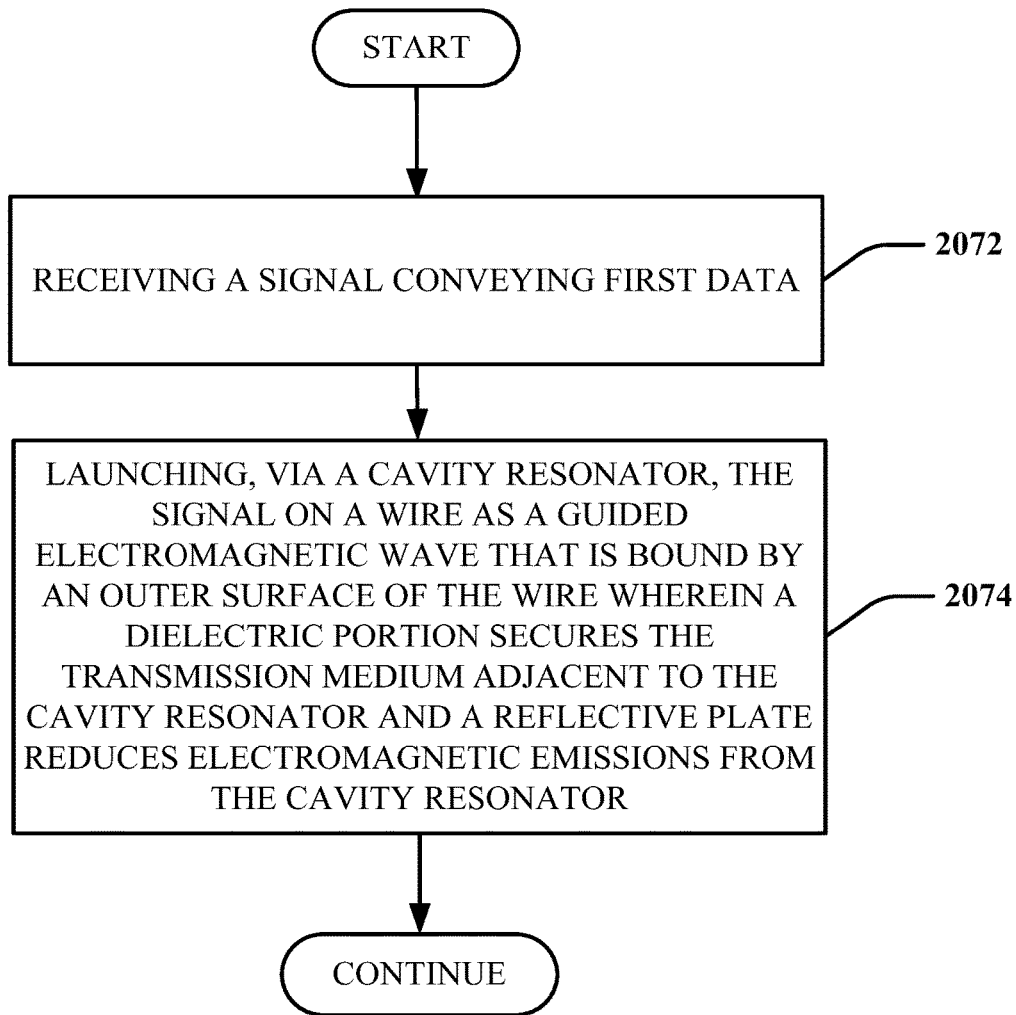 START
RECEIVING A SIGNAL CONVEYING FIRST DATA
2072
LAUNCHING, VIA A CAVITY RESONATOR, THE
SIGNAL ON A WIRE AS A GUIDED
ELECTROMAGNETIC WAVE THAT IS BOUND BY
AN OUTER SURFACE OF THE WIRE WHEREIN A
DIELECTRIC PORTION SECURES THE
TRANSMISSION MEDIUM ADJACENT TO THE
CAVITY RESONATOR AND A REFLECTIVE PLATE
REDUCES ELECTROMAGNETIC EMISSIONS FROM
THE CAVITY RESONATOR
2074
CONTINUE